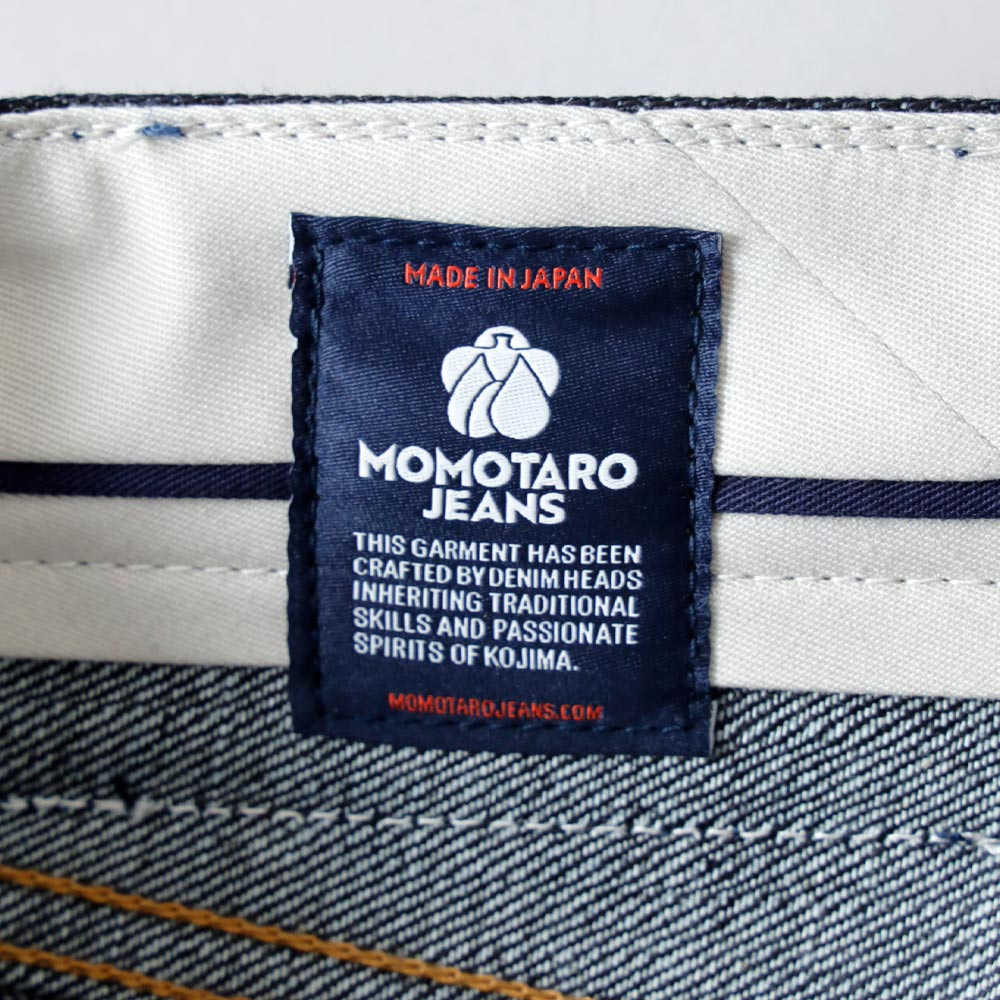 MADE IN JAPAN
MOMOTARO
JEANS
THIS GARMENT HAS BEEN
CRAFTED BY DENIM HEADS
INHERITING TRADITIONAL
SKILLS AND PASSIONATE
SPIRITS OF KOJIMA.
MOMOTAROJEANS.COM